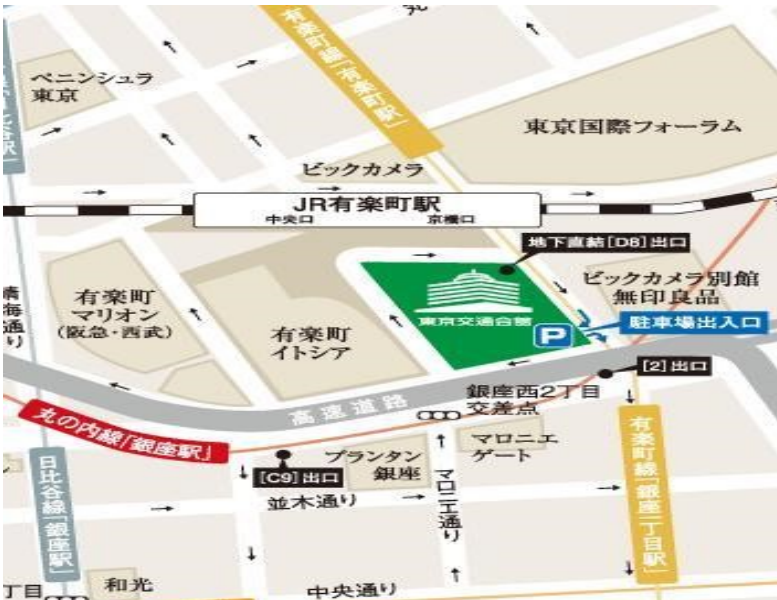 ペニンシュラ
東京
有楽町線「有楽町駅」
東京国際フォーラム
ビックカメラ
JR有楽町駅
中央口
京橋口
地下直結[D8]出口
ビックカメラ別館
無印良品
有楽町
マリオン
(阪急・西武)
有楽町
イトシア
東京交通会館
P
駐車場出入口
[2]出口
晴海通り
高速道路
銀座西2丁目
交差点
丸の内線「銀座駅」
日比谷線「銀座駅」
[C9]出口
プランタン
銀座
マロニエ
ゲート
マロニエ通り
並木通り
有楽町線「銀座一丁目駅」
丁目
和光
中央通り